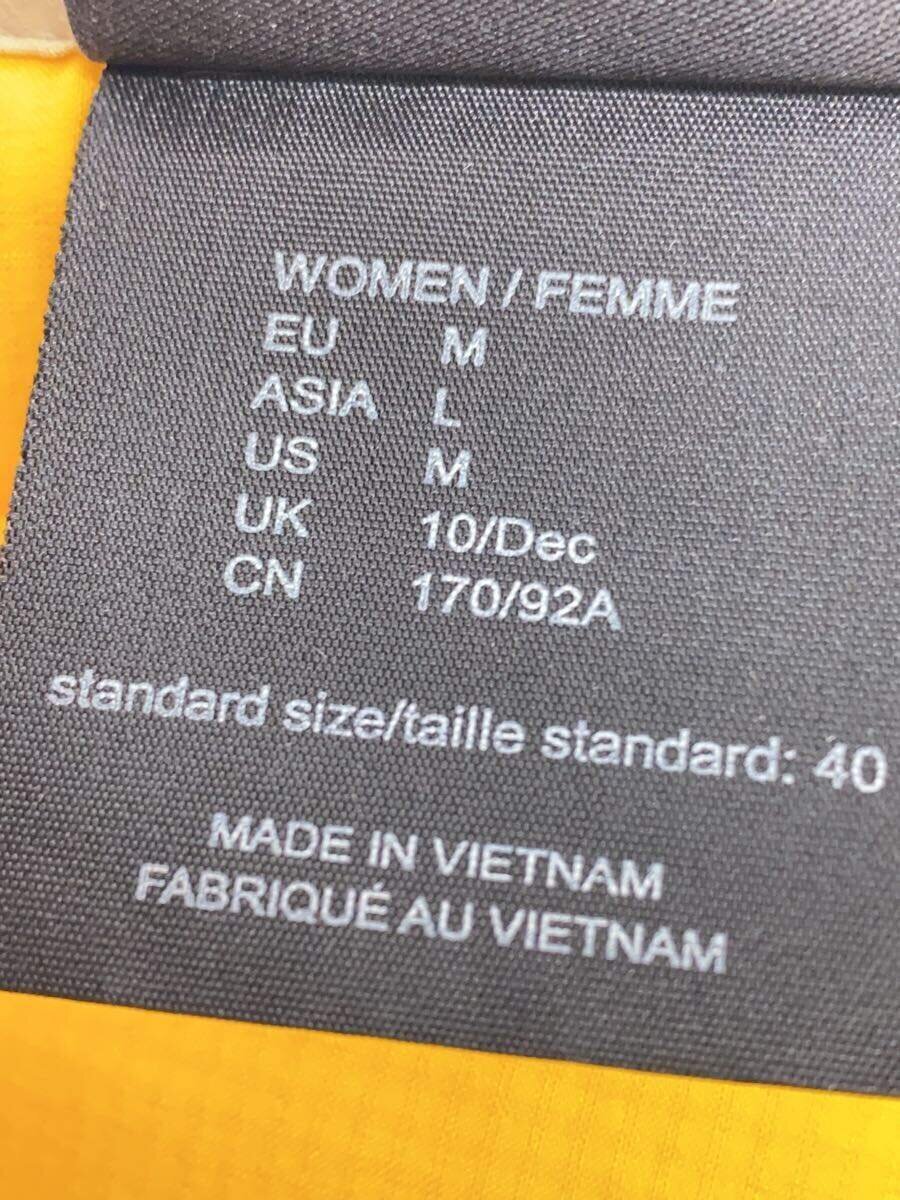 WOMEN / FEMME
EU M
ASIA L
US M
UK 10/Dec
CN 170/92A
standard size/taille standard: 40
MADE IN VIETNAM
FABRIQUÉ AU VIETNAM